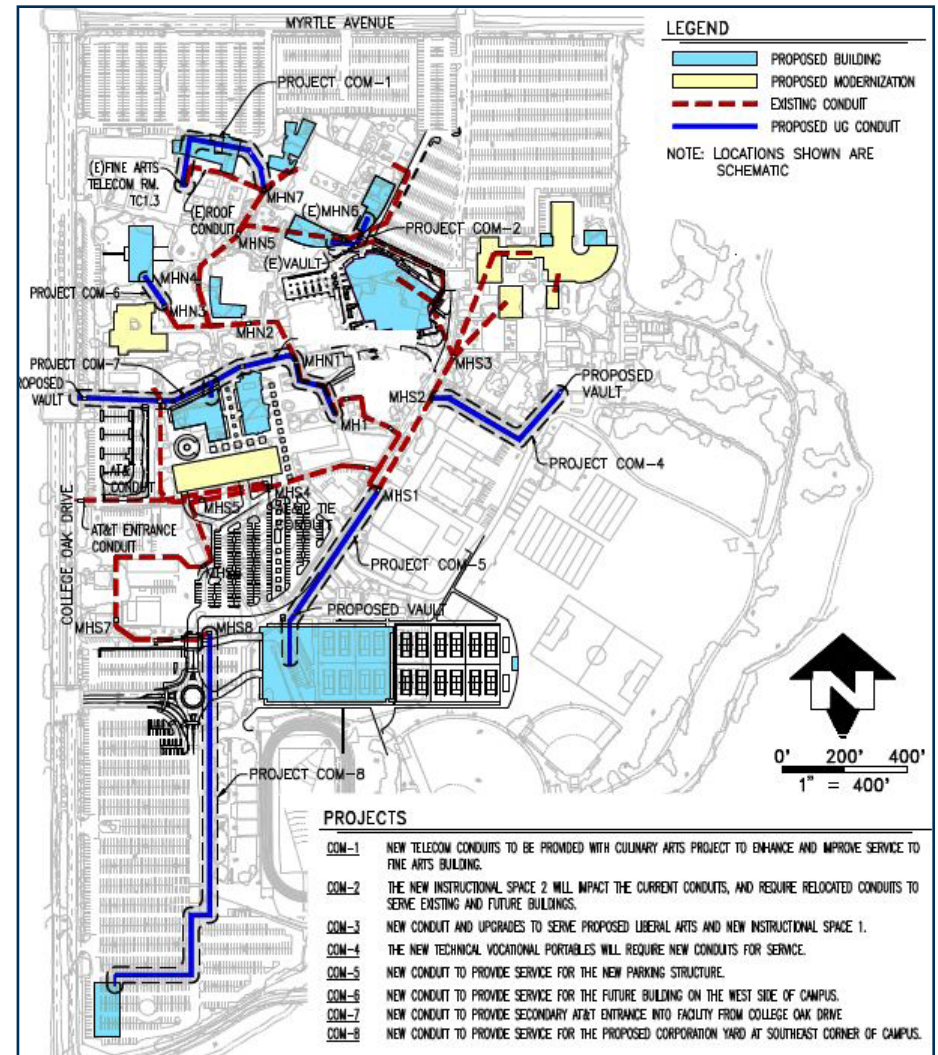 MYRTLE AVENUE
LEGEND
PROPOSED BUILDING
PROPOSED MODERNIZATION
EXISTING CONDUIT
PROPOSED UG CONDUIT
NOTE: LOCATIONS SHOWN ARE
SCHEMATIC
PROJECT COM-1
(E)FINE ARTS
TELECOM RM.
TC1.3
(E)ROOF
CONDUIT
MHN7
(E)MHN6
PROJECT COM-2
MHN5
(E)VAULT
MHN4
PROJECT COM-6
MHN3
MHN2
MHS3
PROJECT COM-7
MHN1
PROPOSED
VAULT
ROPOSED
VAULT
MHS2
MH1
PROJECT COM-4
AT&T
CONDUIT
MHS4
MHS1
MHS5
TIE
CONDUIT
AT&T ENTRANCE
CONDUIT
COLLEGE OAK DRIVE
PROJECT COM-5
MHS6
PROPOSED VAULT
MHS7
MHS8
N
PROJECT COM-8
0' 200' 400'
1" = 400'
PROJECTS
COM-1 NEW TELECOM CONDUITS TO BE PROVIDED WITH CULINARY ARTS PROJECT TO ENHANCE AND IMPROVE SERVICE TO
FINE ARTS BUILDING.
COM-2 THE NEW INSTRUCTIONAL SPACE 2 WILL IMPACT THE CURRENT CONDUITS, AND REQUIRE RELOCATED CONDUITS TO
SERVE EXISTING AND FUTURE BUILDINGS.
COM-3 NEW CONDUIT AND UPGRADES TO SERVE PROPOSED LIBERAL ARTS AND NEW INSTRUCTIONAL SPACE 1.
COM-4 THE NEW TECHNICAL VOCATIONAL PORTABLES WILL REQUIRE NEW CONDUITS FOR SERVICE.
COM-5 NEW CONDUIT TO PROVIDE SERVICE FOR THE NEW PARKING STRUCTURE.
COM-6 NEW CONDUIT TO PROVIDE SERVICE FOR THE FUTURE BUILDING ON THE WEST SIDE OF CAMPUS.
COM-7 NEW CONDUIT TO PROVIDE SECONDARY AT&T ENTRANCE INTO FACILITY FROM COLLEGE OAK DRIVE
COM-8 NEW CONDUIT TO PROVIDE SERVICE FOR THE PROPOSED CORPORATION YARD AT SOUTHEAST CORNER OF CAMPUS.